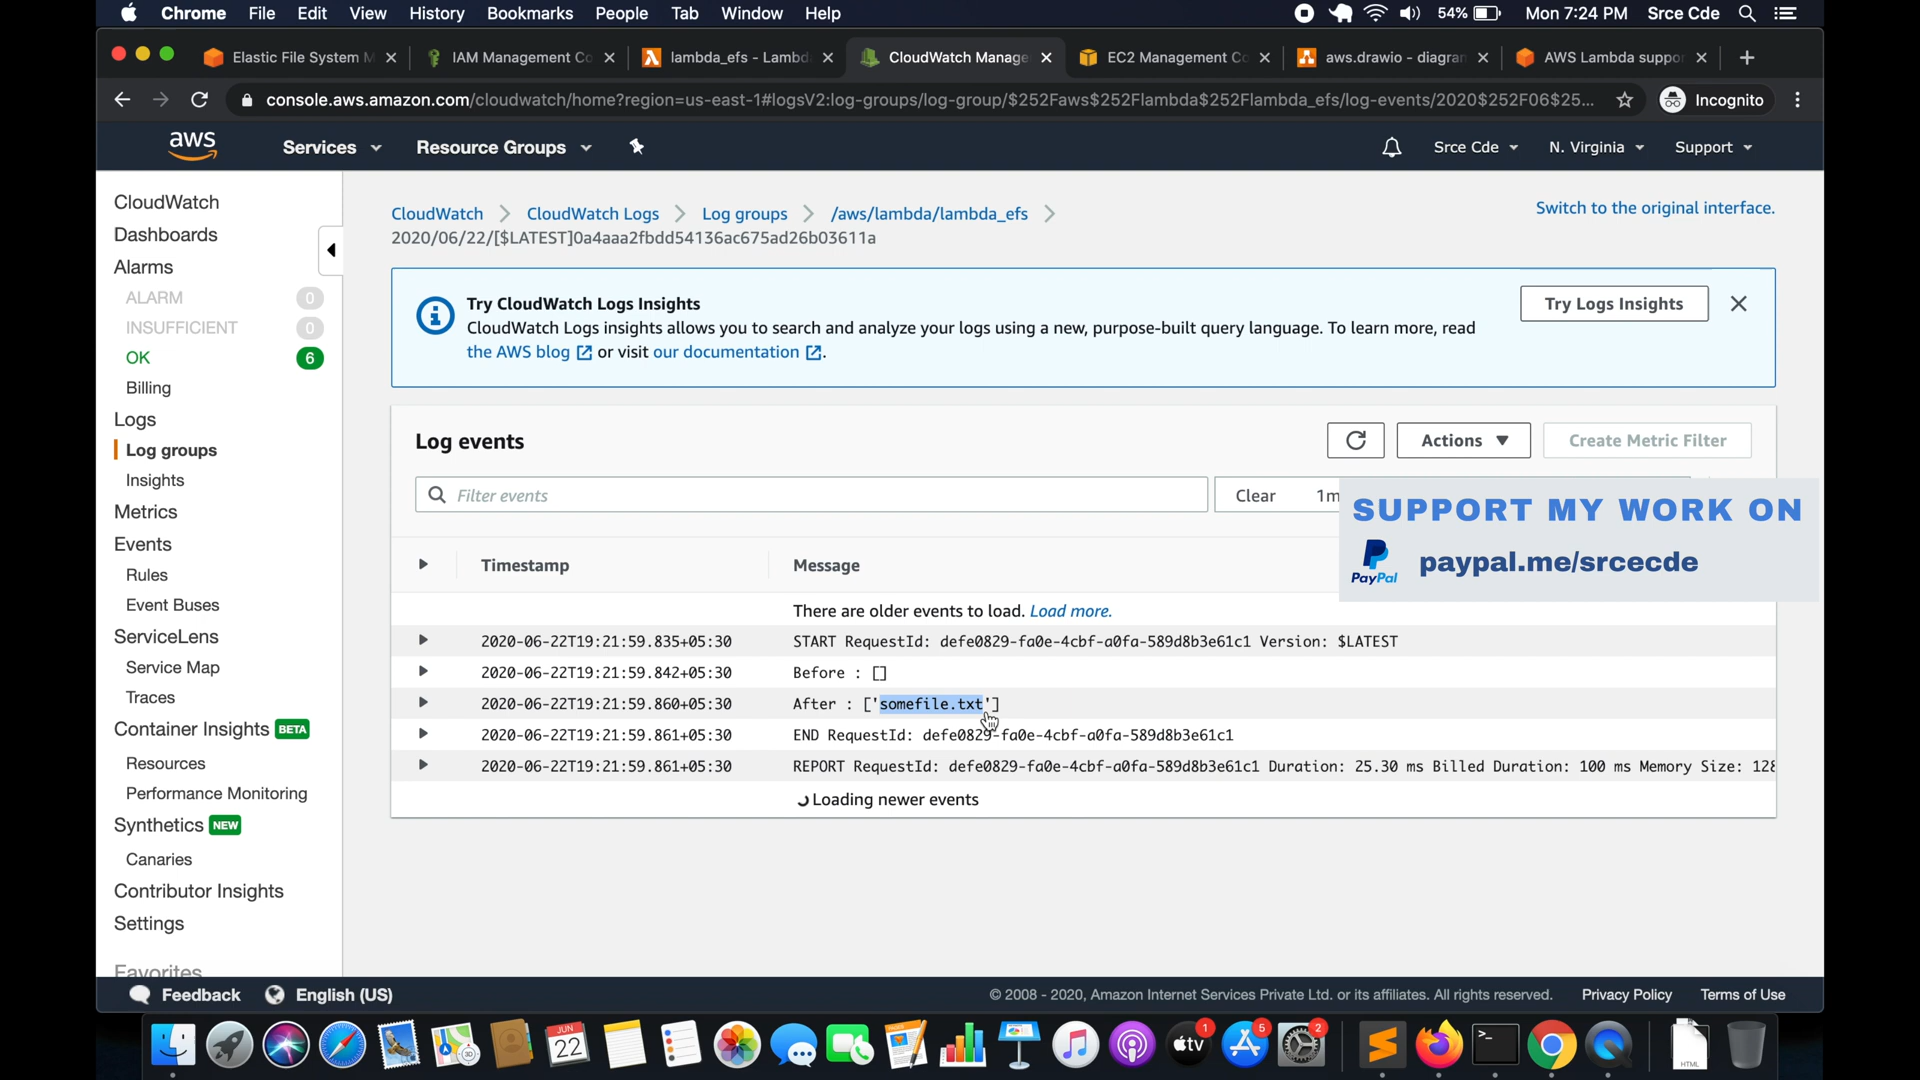 Chrome File Edit View History Bookmarks People Tab Window Help 54% Mon 7:24 PM Srce Cde
Elastic File System M IAM Management Co lambda_efs - Lambd CloudWatch Manage EC2 Management Co aws.drawio - diagram AWS Lambda suppor
console.aws.amazon.com/cloudwatch/home?region=us-east-1#logsV2:log-groups/log-group/$252Faws$252Flambda$252Flambda_efs/log-events/2020$252F06$25... Incognito
aws Services Resource Groups Srce Cde N. Virginia Support
CloudWatch
Dashboards
Alarms
ALARM 0
INSUFFICIENT 0
OK 6
Billing
Logs
Log groups
Insights
Metrics
Events
Rules
Event Buses
ServiceLens
Service Map
Traces
Container Insights BETA
Resources
Performance Monitoring
Synthetics NEW
Canaries
Contributor Insights
Settings
Favorites
CloudWatch CloudWatch Logs Log groups /aws/lambda/lambda_efs
2020/06/22/[$LATEST]0a4aaa2fbdd54136ac675ad26b03611a
Switch to the original interface.
Try CloudWatch Logs Insights
CloudWatch Logs insights allows you to search and analyze your logs using a new, purpose-built query language. To learn more, read
the AWS blog or visit our documentation .
Try Logs Insights
Log events
Actions Create Metric Filter
Filter events Clear 1m
SUPPORT MY WORK ON
PayPal paypal.me/srcecde
Timestamp Message
There are older events to load. Load more.
2020-06-22T19:21:59.835+05:30 START RequestId: defe0829-fa0e-4cbf-a0fa-589d8b3e61c1 Version: $LATEST
2020-06-22T19:21:59.842+05:30 Before : []
2020-06-22T19:21:59.860+05:30 After : ['somefile.txt']
2020-06-22T19:21:59.861+05:30 END RequestId: defe0829-fa0e-4cbf-a0fa-589d8b3e61c1
2020-06-22T19:21:59.861+05:30 REPORT RequestId: defe0829-fa0e-4cbf-a0fa-589d8b3e61c1 Duration: 25.30 ms Billed Duration: 100 ms Memory Size: 128
Loading newer events
Feedback English (US) © 2008 - 2020, Amazon Internet Services Private Ltd. or its affiliates. All rights reserved. Privacy Policy Terms of Use
JUN
22
3D
tv 1
5
2
HTML